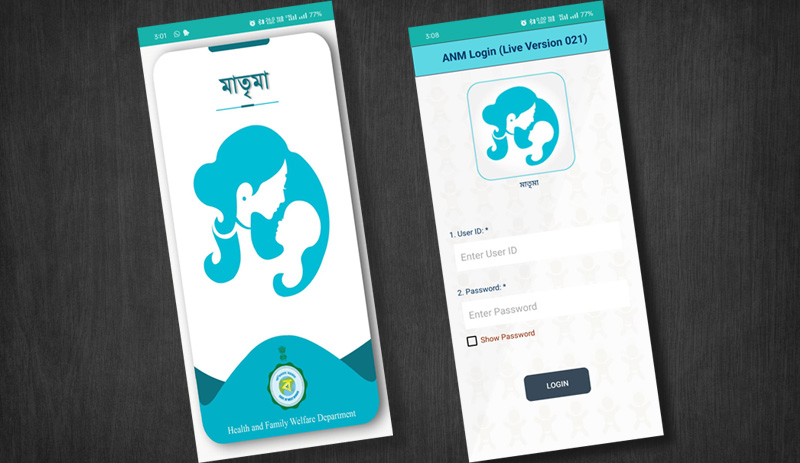 3:01
77%
মাতৃমা
Health and Family Welfare Department
3:08
77%
ANM Login (Live Version 021)
মাতৃমা
1. User ID: *
Enter User ID
2. Password: *
Enter Password
Show Password
LOGIN